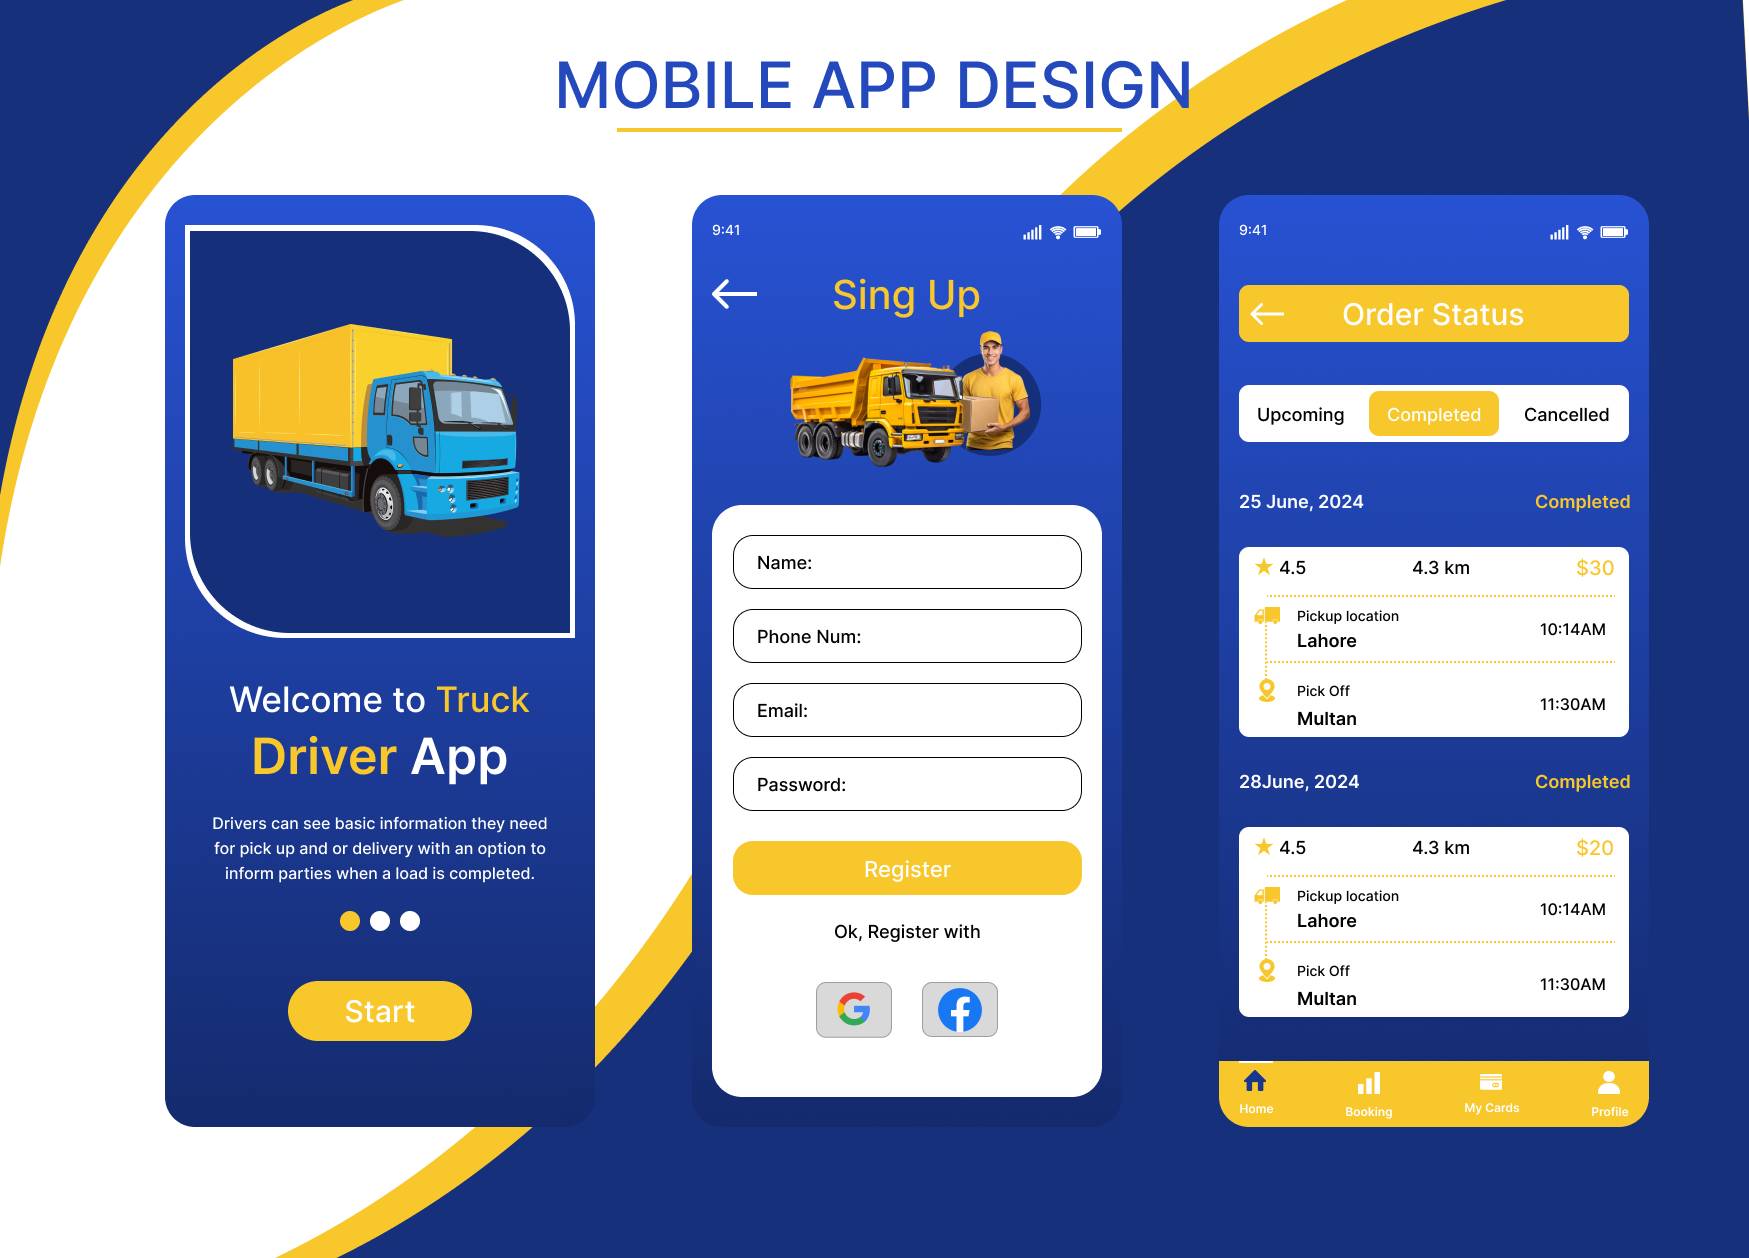 MOBILE APP DESIGN
Welcome to Truck
Driver App
Drivers can see basic information they need
for pick up and or delivery with an option to
inform parties when a load is completed.
Start
9:41
Sing Up
Name:
Phone Num:
Email:
Password:
Register
Ok, Register with
9:41
Order Status
Upcoming Completed Cancelled
25 June, 2024 Completed
4.5 4.3 km $30
Pickup location
Lahore 10:14AM
Pick Off
Multan 11:30AM
28June, 2024 Completed
4.5 4.3 km $20
Pickup location
Lahore 10:14AM
Pick Off
Multan 11:30AM
Home Booking My Cards Profile